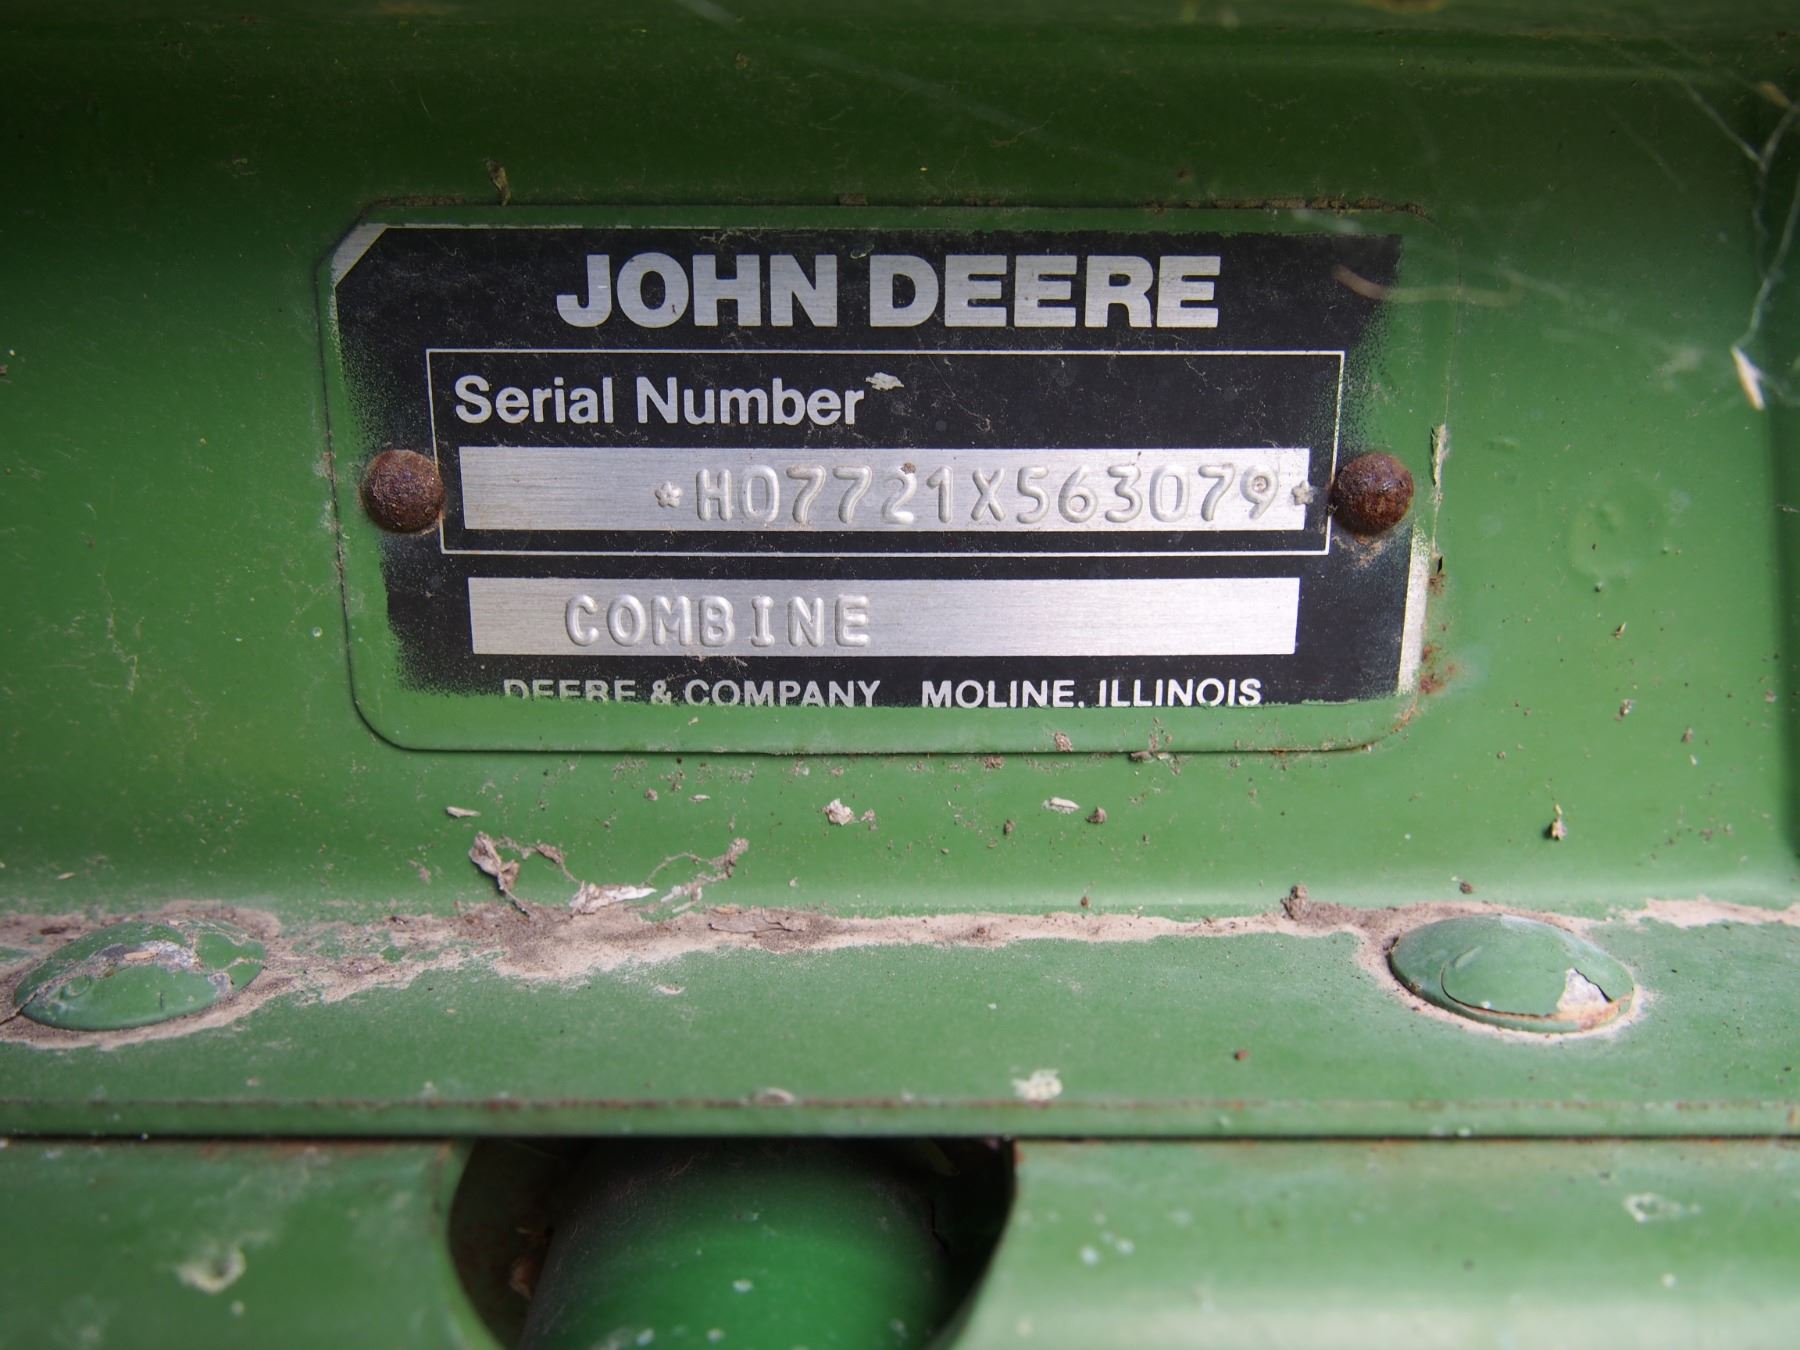 JOHN DEERE
Serial Number
*H07721X563079*
COMBINE
DEERE & COMPANY MOLINE, ILLINOIS